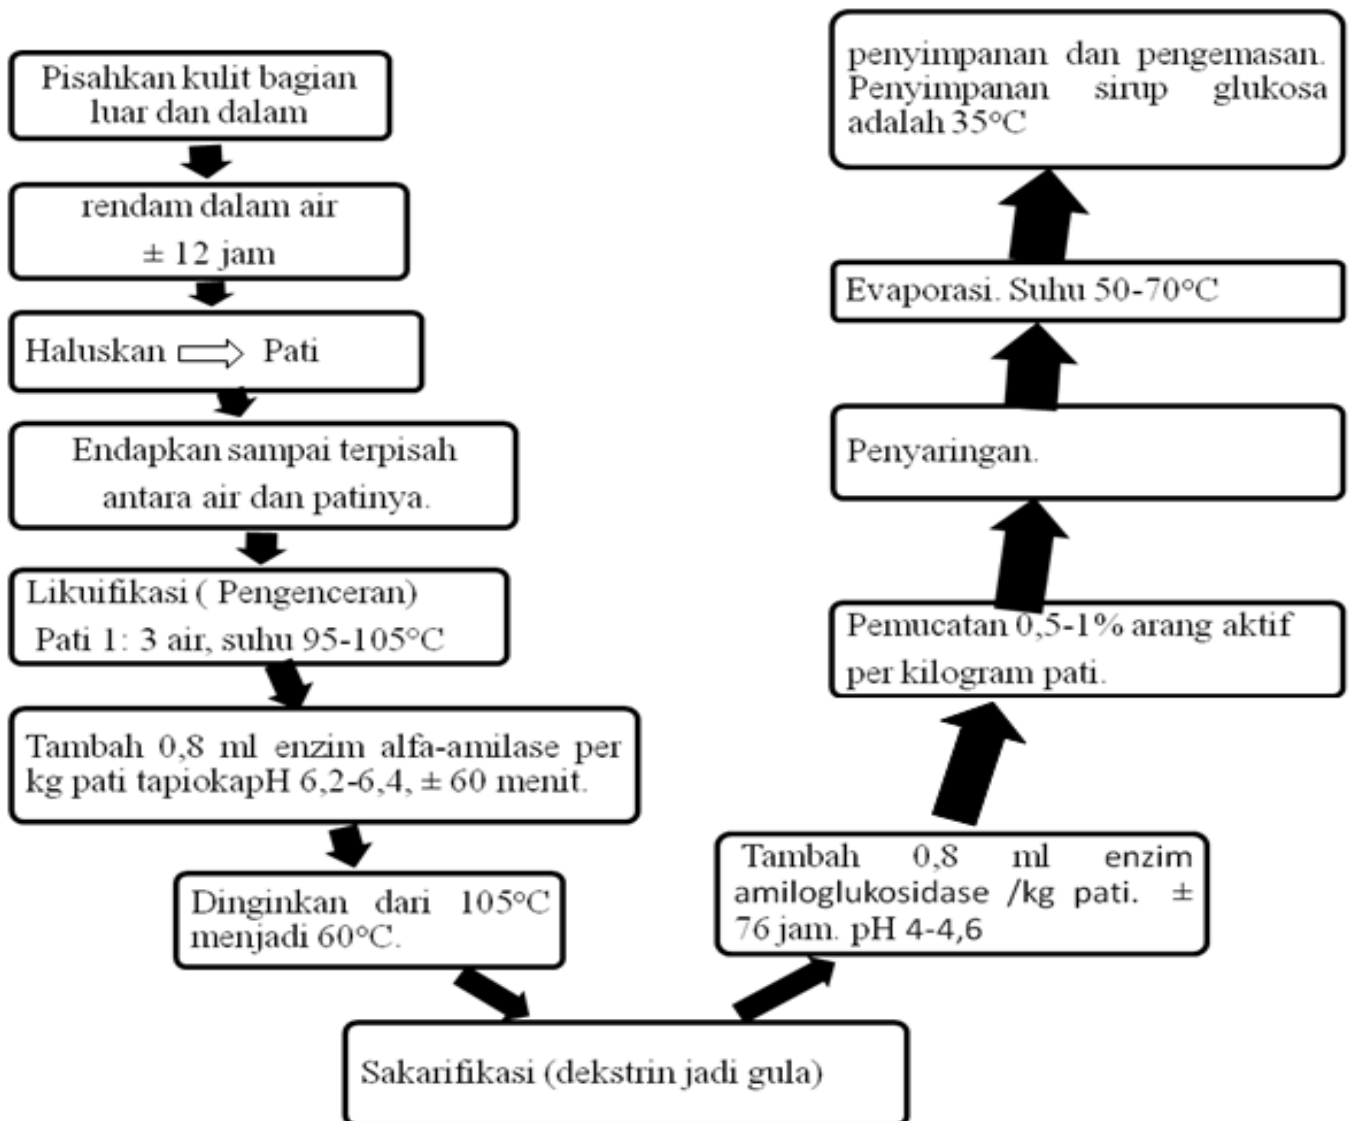 Pisahkan kulit bagian
luar dan dalam
rendam dalam air
± 12 jam
Haluskan Pati
Endapkan sampai terpisah
antara air dan patinya.
Likuifikasi ( Pengenceran)
Pati 1: 3 air, suhu 95-105°C
Tambah 0,8 ml enzim alfa-amilase per
kg pati tapiokapH 6,2-6,4, ± 60 menit.
Dinginkan dari 105°C
menjadi 60°C.
Sakarifikasi (dekstrin jadi gula)
Tambah 0,8 ml enzim
amiloglukosidase /kg pati. ±
76 jam. pH 4-4,6
Pemucatan 0,5-1% arang aktif
per kilogram pati.
Penyaringan.
Evaporasi. Suhu 50-70°C
penyimpanan dan pengemasan.
Penyimpanan sirup glukosa
adalah 35°C